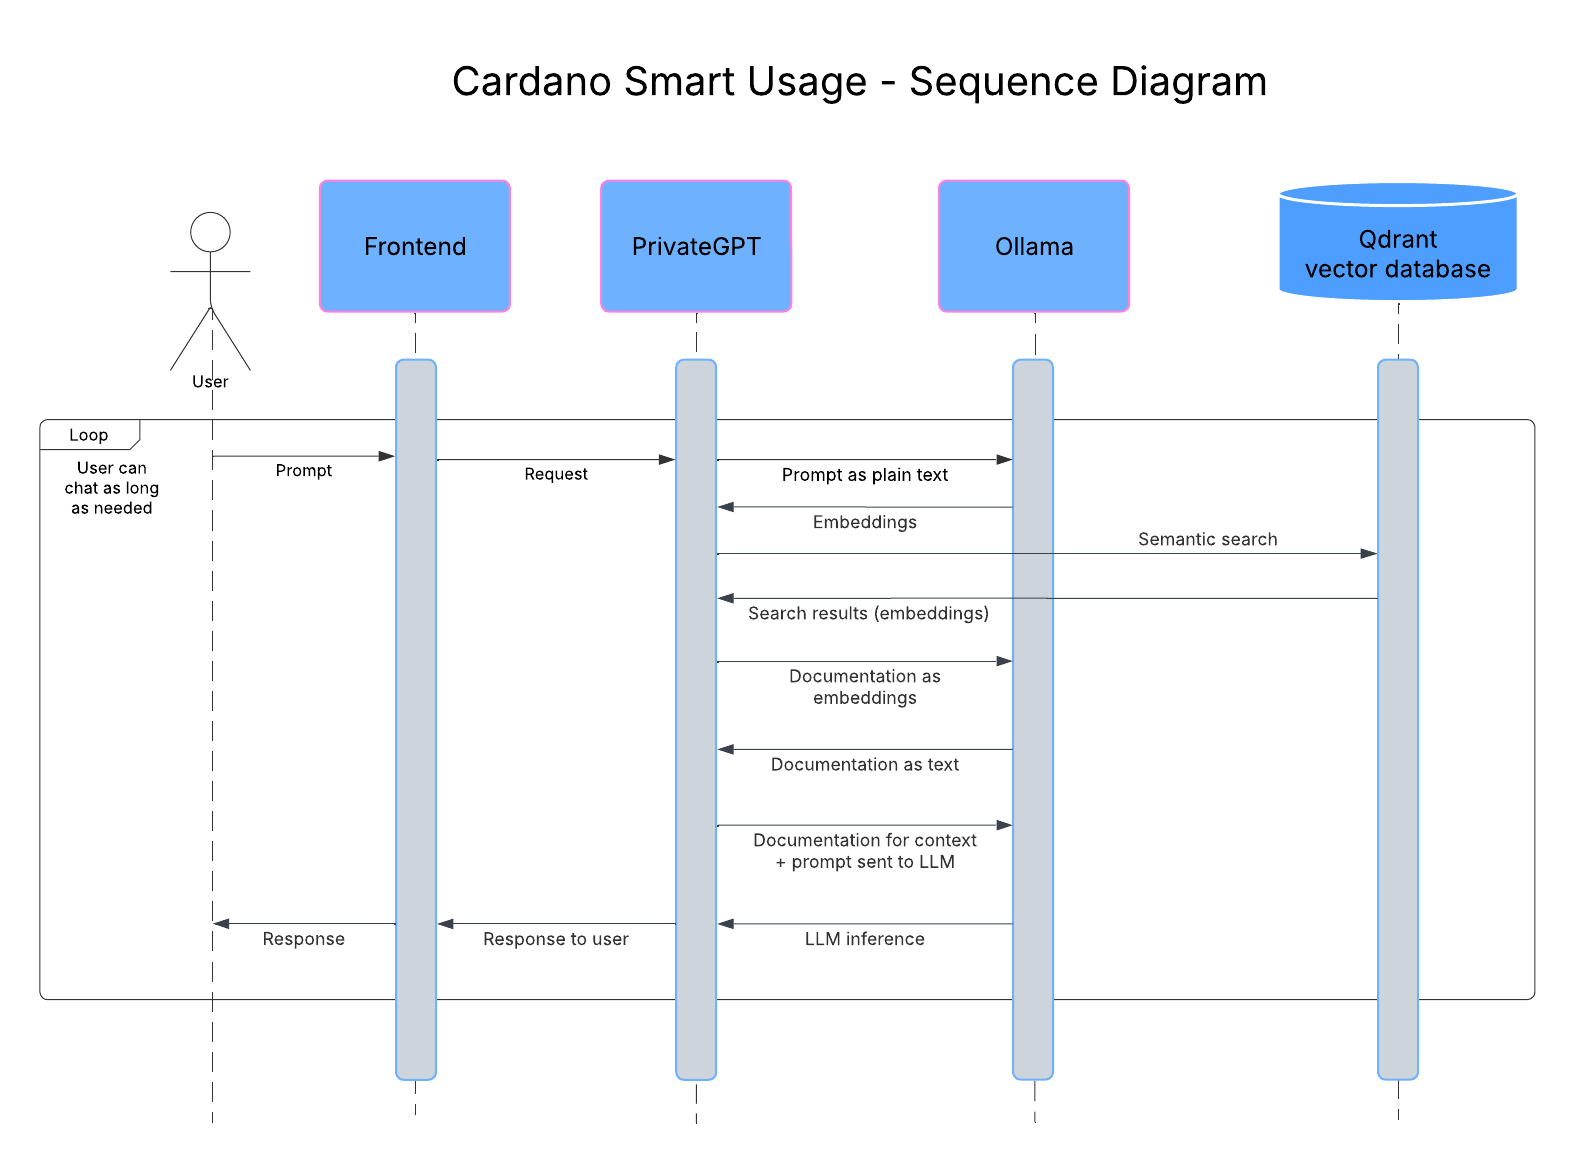 Cardano Smart Usage - Sequence Diagram
Frontend
PrivateGPT
Ollama
Qdrant
vector database
User
Loop
User can
chat as long
as needed
Prompt
Request
Prompt as plain text
Embeddings
Semantic search
Search results (embeddings)
Documentation as
embeddings
Documentation as text
Documentation for context
+ prompt sent to LLM
Response
Response to user
LLM inference